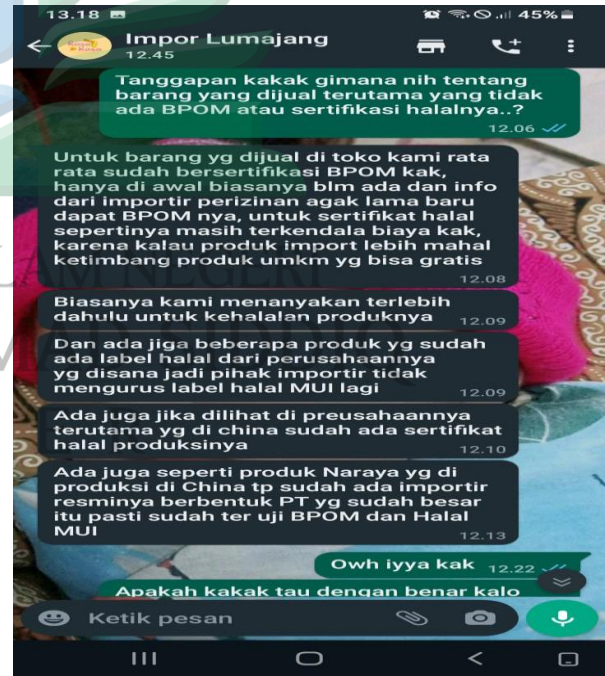 13.18
45%
Impor Lumajang
12.45
Tanggapan kakak gimana nih tentang
barang yang dijual terutama yang tidak
ada BPOM atau sertifikasi halalnya..?
12.06
Untuk barang yg dijual di toko kami rata
rata sudah bersertifikasi BPOM kak,
hanya di awal biasanya blm ada dan info
dari importir perizinan agak lama baru
dapat BPOM nya, untuk sertifikat halal
sepertinya masih terkendala biaya kak,
karena kalau produk import lebih mahal
ketimbang produk umkm yg bisa gratis
12.08
Biasanya kami menanyakan terlebih
dahulu untuk kehalalan produknya 12.09
Dan ada jiga beberapa produk yg sudah
ada label halal dari perusahaannya
yg disana jadi pihak importir tidak
mengurus label halal MUI lagi 12.09
Ada juga jika dilihat di preusahaannya
terutama yg di china sudah ada sertifikat
halal produksinya 12.10
Ada juga seperti produk Naraya yg di
produksi di China tp sudah ada importir
resminya berbentuk PT yg sudah besar
itu pasti sudah ter uji BPOM dan Halal
MUI 12.13
Owh iyya kak 12.22
Apakah kakak tau dengan benar kalo
Ketik pesan